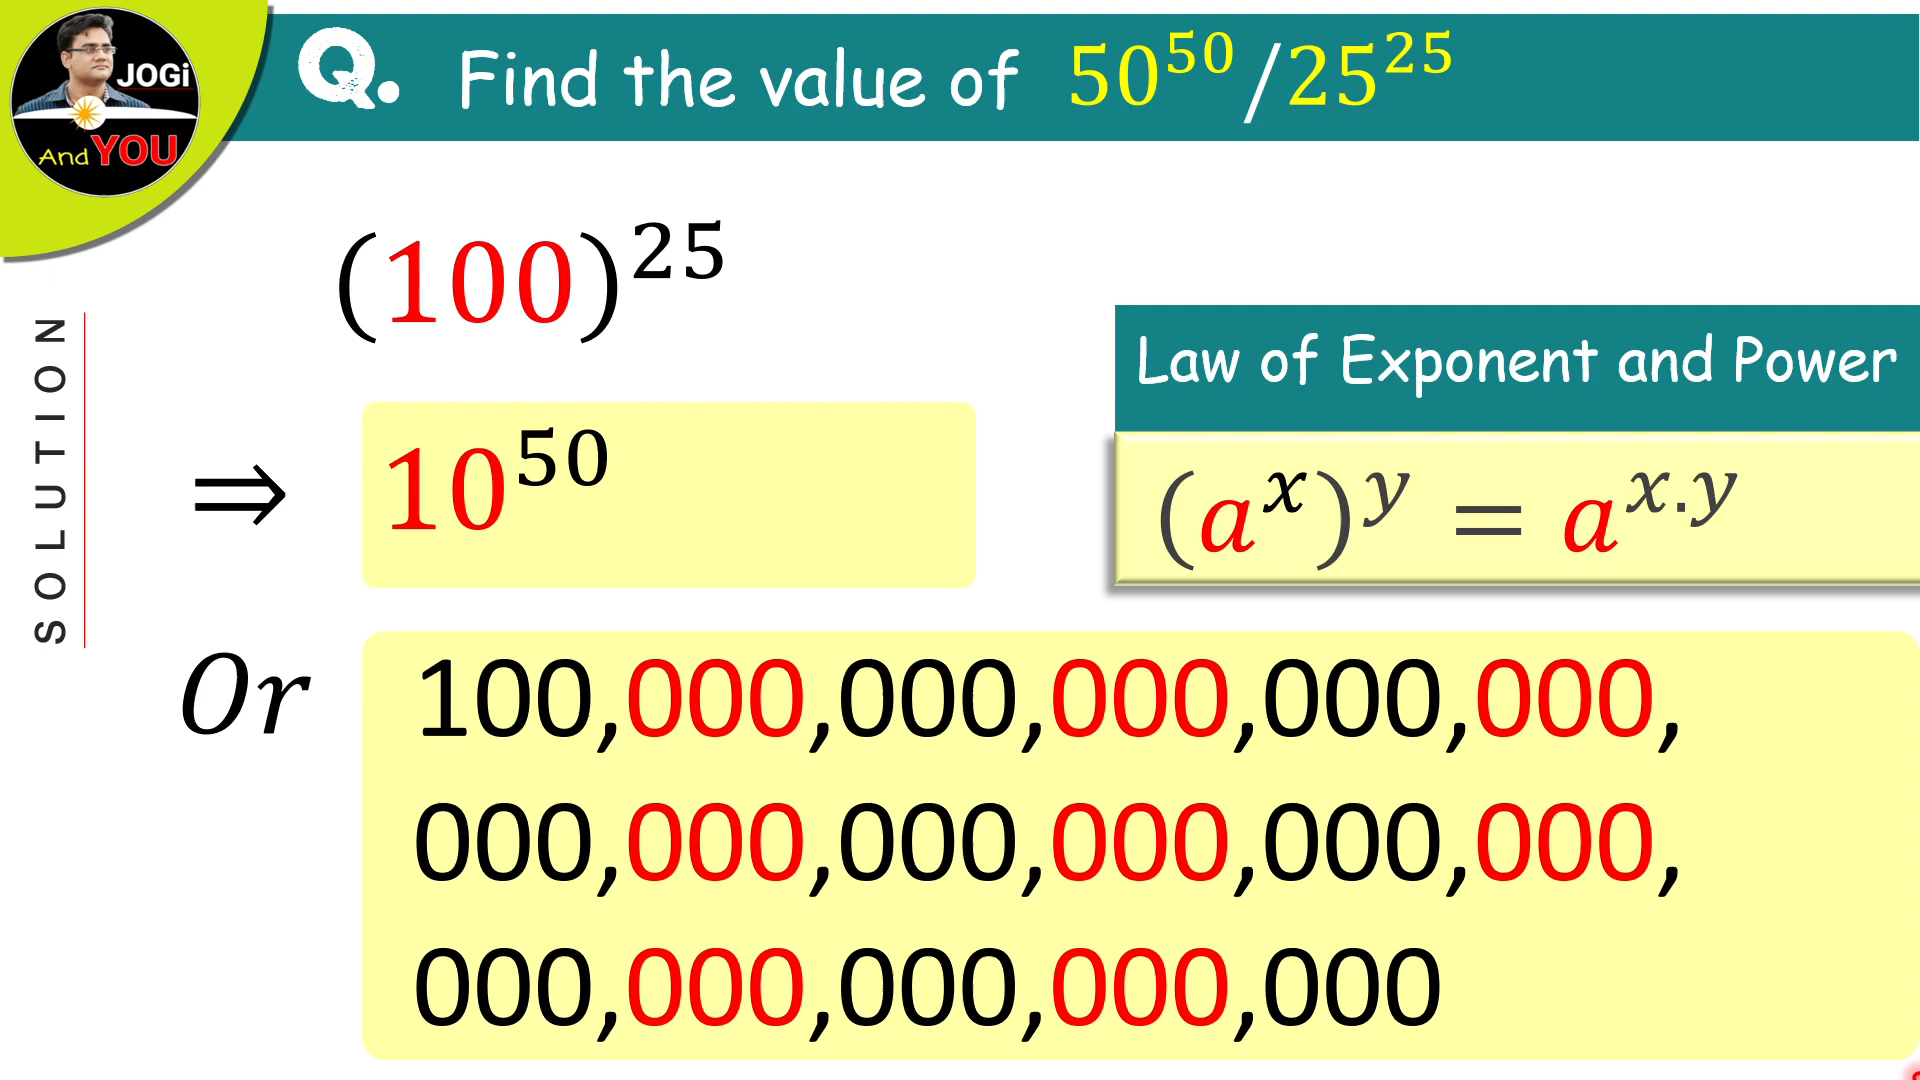 JOGi
And YOU
Q. Find the value of 50^50/25^25
SOLUTION
(100)^25
⇒ 10^50
Law of Exponent and Power
(a^x)^y = a^x.y
Or 100,000,000,000,000,000,
000,000,000,000,000,000,
000,000,000,000,000